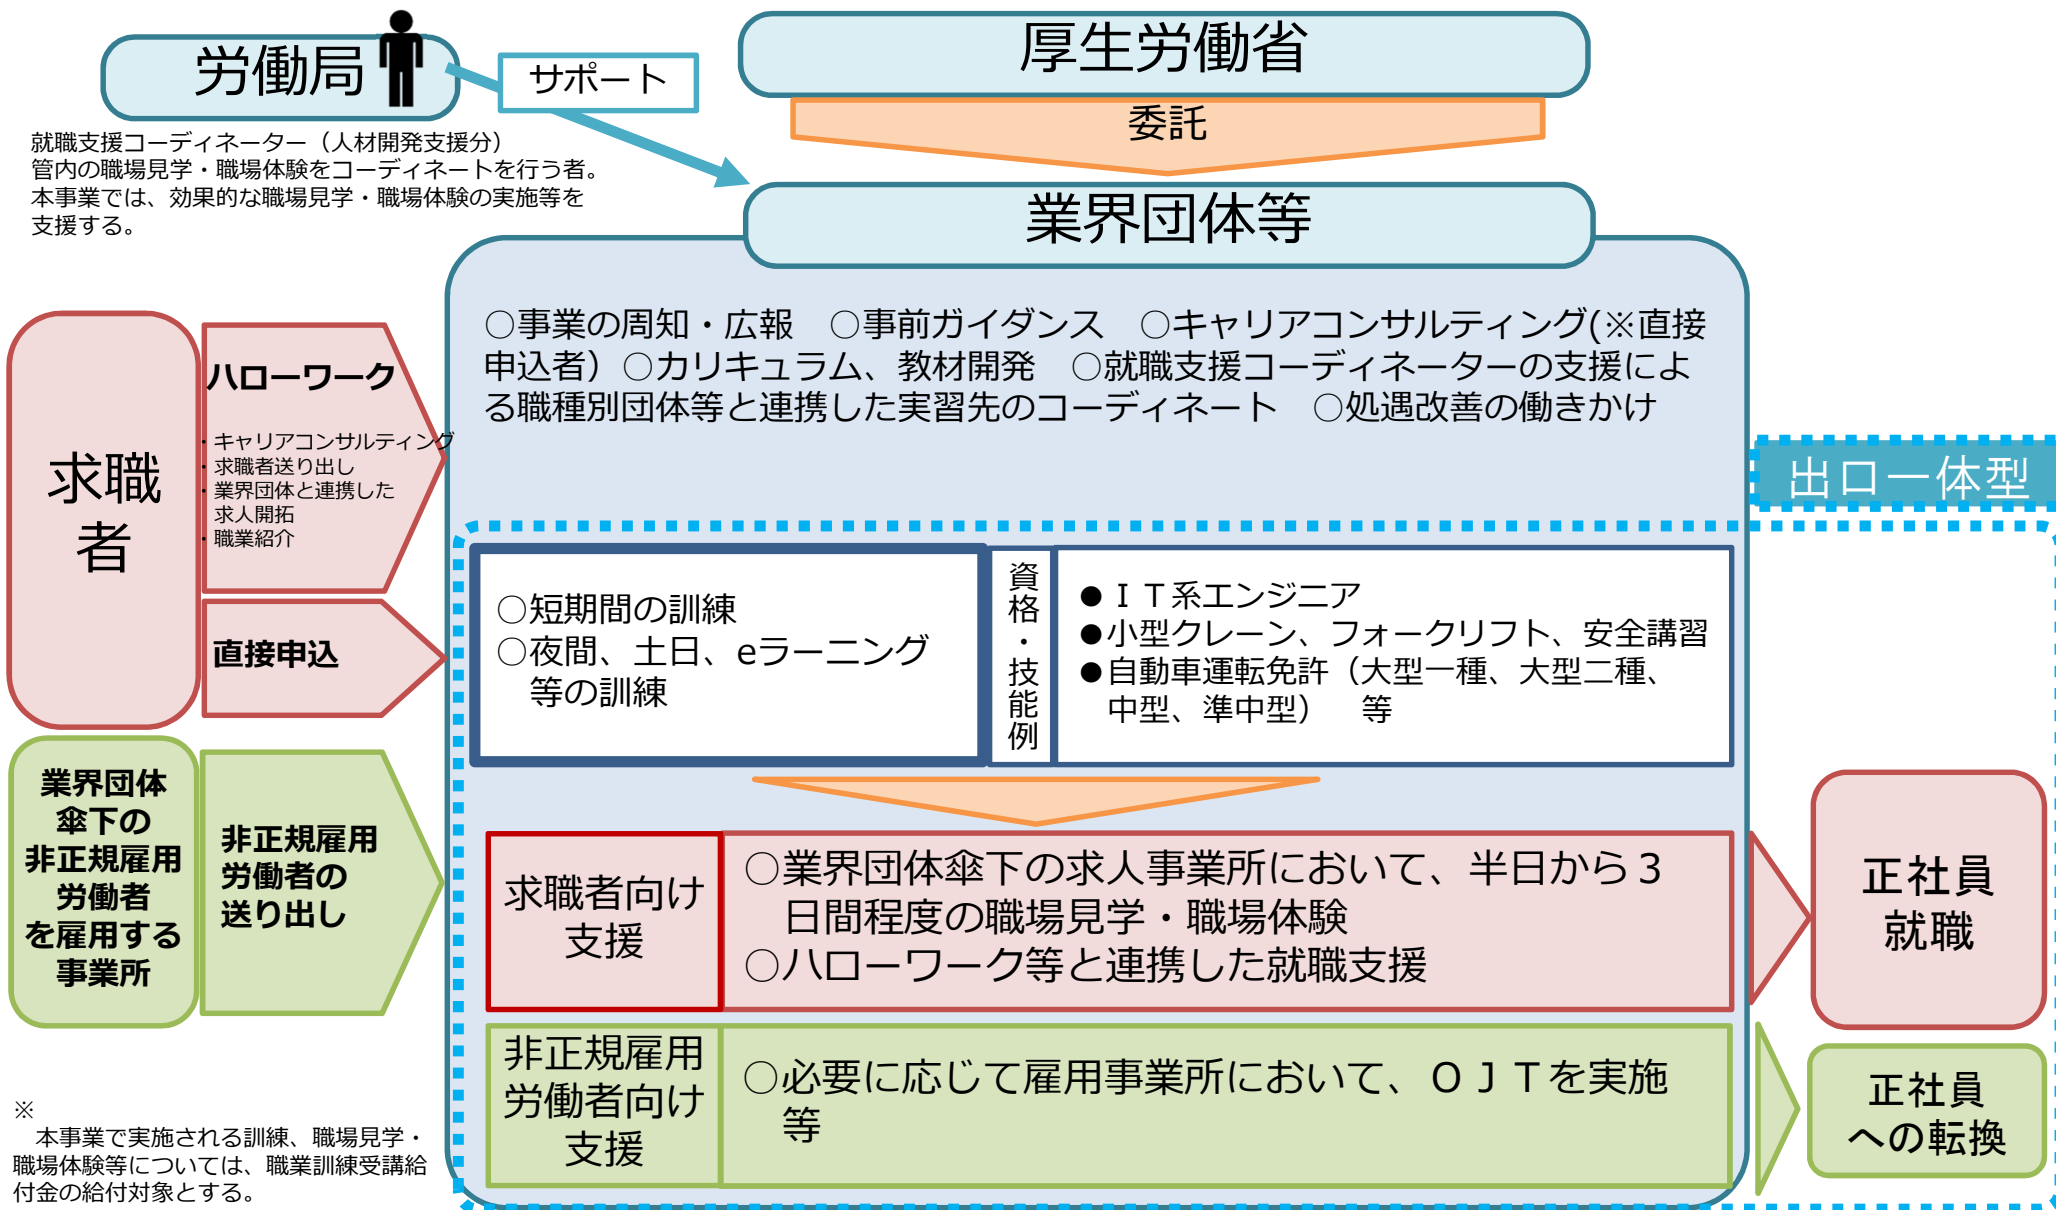 労働局
サポート
厚生労働省
委託
就職支援コーディネーター（人材開発支援分）
管内の職場見学・職場体験をコーディネートを行う者。
本事業では、効果的な職場見学・職場体験の実施等を
支援する。
業界団体等
○事業の周知・広報　○事前ガイダンス　○キャリアコンサルティング(※直接
申込者）○カリキュラム、教材開発　○就職支援コーディネーターの支援によ
る職種別団体等と連携した実習先のコーディネート　○処遇改善の働きかけ
求職
者
ハローワーク
・キャリアコンサルティング
・求職者送り出し
・業界団体と連携した
求人開拓
・職業紹介
直接申込
出口一体型
○短期間の訓練
○夜間、土日、eラーニング
等の訓練
資格・技能例
●ＩＴ系エンジニア
●小型クレーン、フォークリフト、安全講習
●自動車運転免許（大型一種、大型二種、
中型、準中型）　等
業界団体
傘下の
非正規雇用
労働者
を雇用する
事業所
非正規雇用
労働者の
送り出し
求職者向け
支援
○業界団体傘下の求人事業所において、半日から３
日間程度の職場見学・職場体験
○ハローワーク等と連携した就職支援
正社員
就職
非正規雇用
労働者向け
支援
○必要に応じて雇用事業所において、ＯＪＴを実施
等
正社員
への転換
※
本事業で実施される訓練、職場見学・
職場体験等については、職業訓練受講給
付金の給付対象とする。